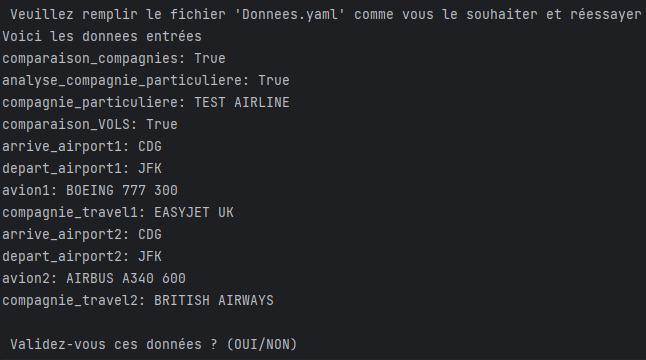 Veuillez remplir le fichier 'Donnees.yaml' comme vous le souhaiter et réessayer
Voici les donnees entrées
comparaison_compagnies: True
analyse_compagnie_particuliere: True
compagnie_particuliere: TEST AIRLINE
comparaison_VOLS: True
arrive_airport1: CDG
depart_airport1: JFK
avion1: BOEING 777 300
compagnie_travel1: EASYJET UK
arrive_airport2: CDG
depart_airport2: JFK
avion2: AIRBUS A340 600
compagnie_travel2: BRITISH AIRWAYS
Validez-vous ces données ? (OUI/NON)